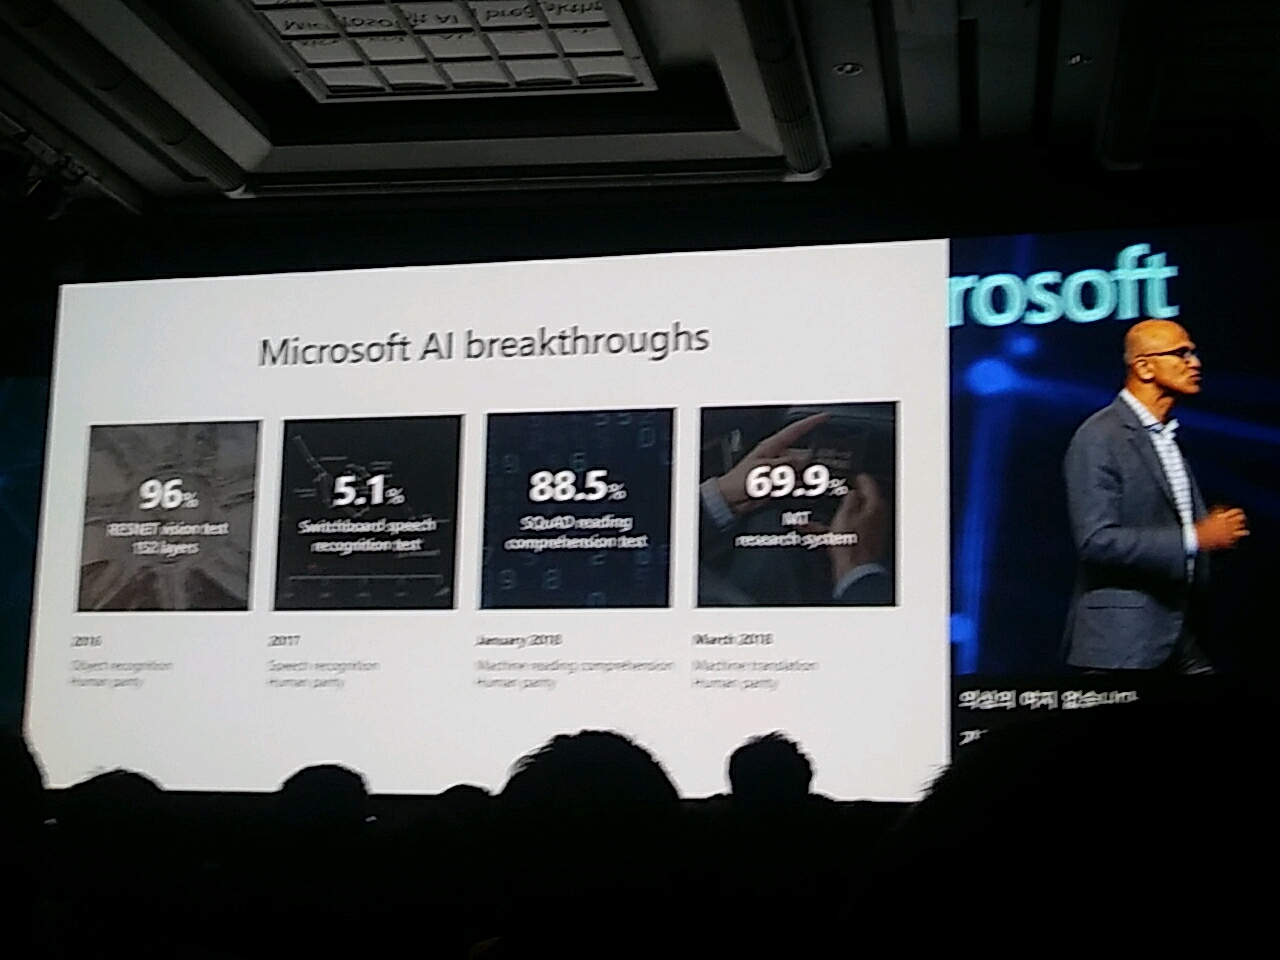 Microsoft AI breakthroughs
96%
RESNET vision test
152 layers
5.1%
Switchboard speech
recognition test
88.5%
SQuAD reading
comprehension test
69.9%
MT
research system
2016
Object recognition
Human parity
2017
Speech recognition
Human parity
January 2018
Machine reading comprehension
Human parity
March 2018
Machine translation
Human parity
rosoft